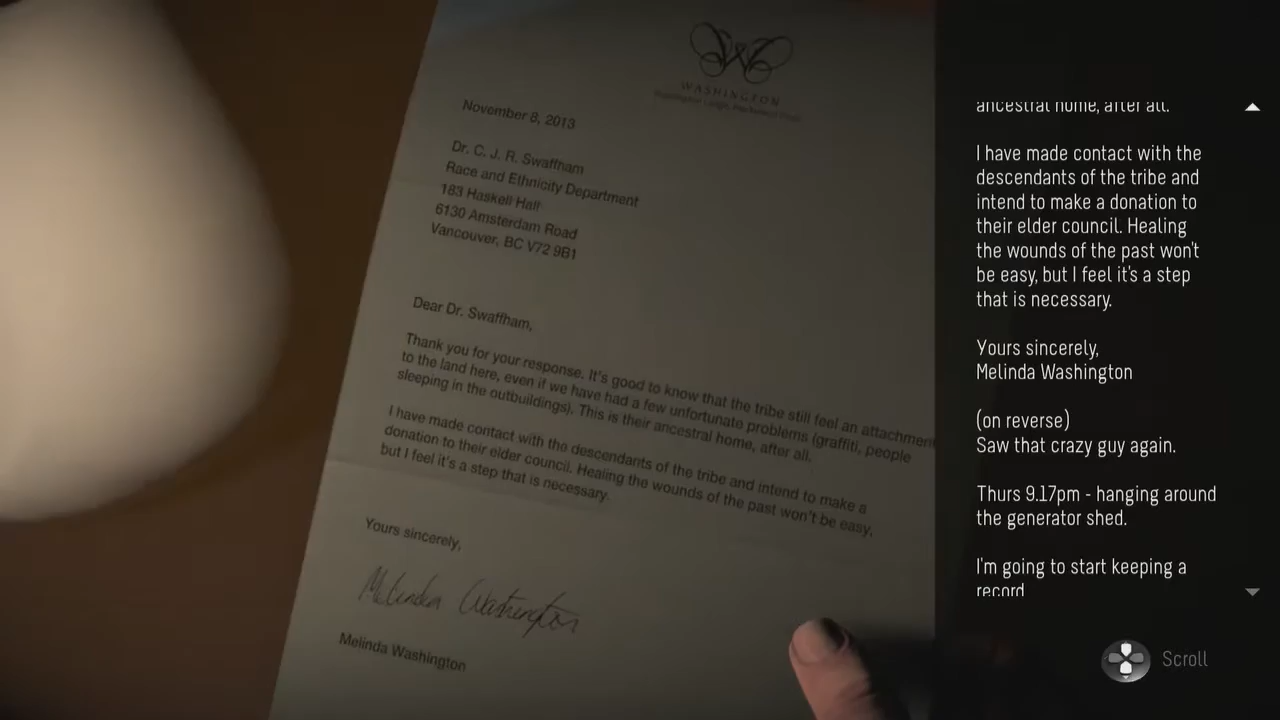 WASHINGTON
November 8, 2013
Dr. C. J. R. Swaffham
Race and Ethnicity Department
183 Haskell Hall
6130 Amsterdam Road
Vancouver, BC V72 9B1
Dear Dr. Swaffham,
Thank you for your response. It's good to know that the tribe still feel an attachment
to the land here, even if we have had a few unfortunate problems (graffiti, people
sleeping in the outbuildings). This is their ancestral home, after all.
I have made contact with the descendants of the tribe and intend to make a
donation to their elder council. Healing the wounds of the past won't be easy,
but I feel it's a step that is necessary.
Yours sincerely,
Melinda Washington
Melinda Washington
ancestral home, after all.
I have made contact with the
descendants of the tribe and
intend to make a donation to
their elder council. Healing
the wounds of the past won't
be easy, but I feel it's a step
that is necessary.
Yours sincerely,
Melinda Washington
(on reverse)
Saw that crazy guy again.
Thurs 9.17pm - hanging around
the generator shed.
I'm going to start keeping a
record
Scroll